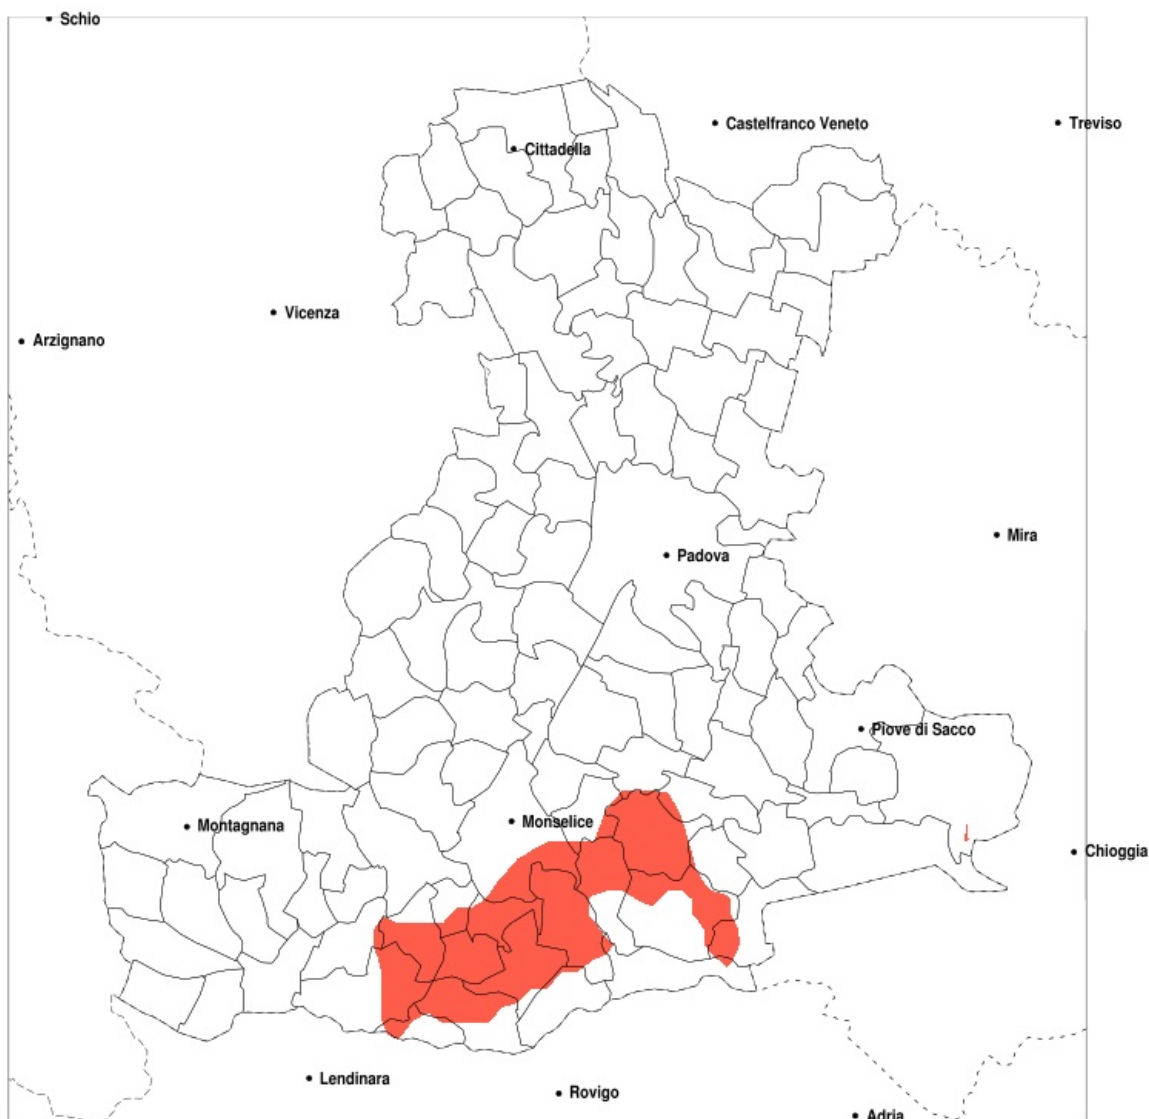 Schio
Castelfranco Veneto
Treviso
Cittadella
Vicenza
Arzignano
Mira
Padova
Piove di Sacco
Monselice
Montagnana
Chioggia
Lendinara
Rovigo
Adria